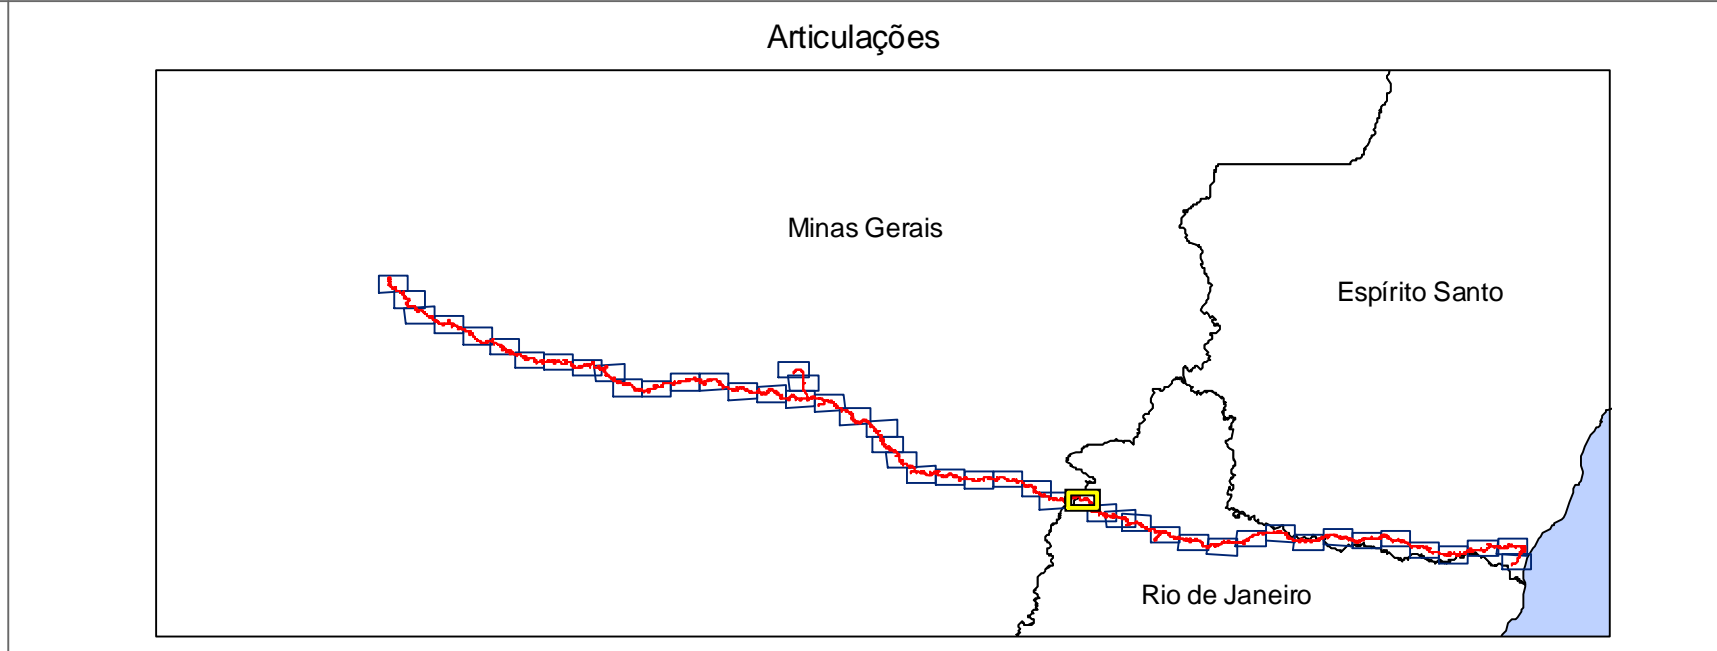 Articulações
Minas Gerais
Espírito Santo
Rio de Janeiro